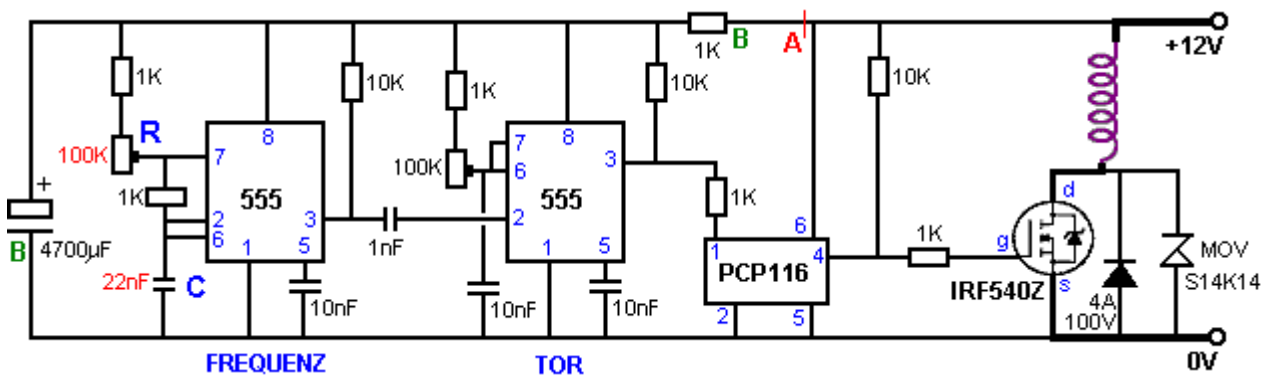 1K
B
A
+12V
1K
10K
1K
10K
10K
R
100K
7
8
1K
555
2
6
3
1
5
+
B
4700µF
22nF
C
10nF
FREQUENZ
1nF
100K
7
6
8
3
555
2
1
5
10nF
10nF
TOR
1K
1
6
PCP116
4
2
5
1K
d
g
s
IRF540Z
4A
100V
MOV
S14K14
0V